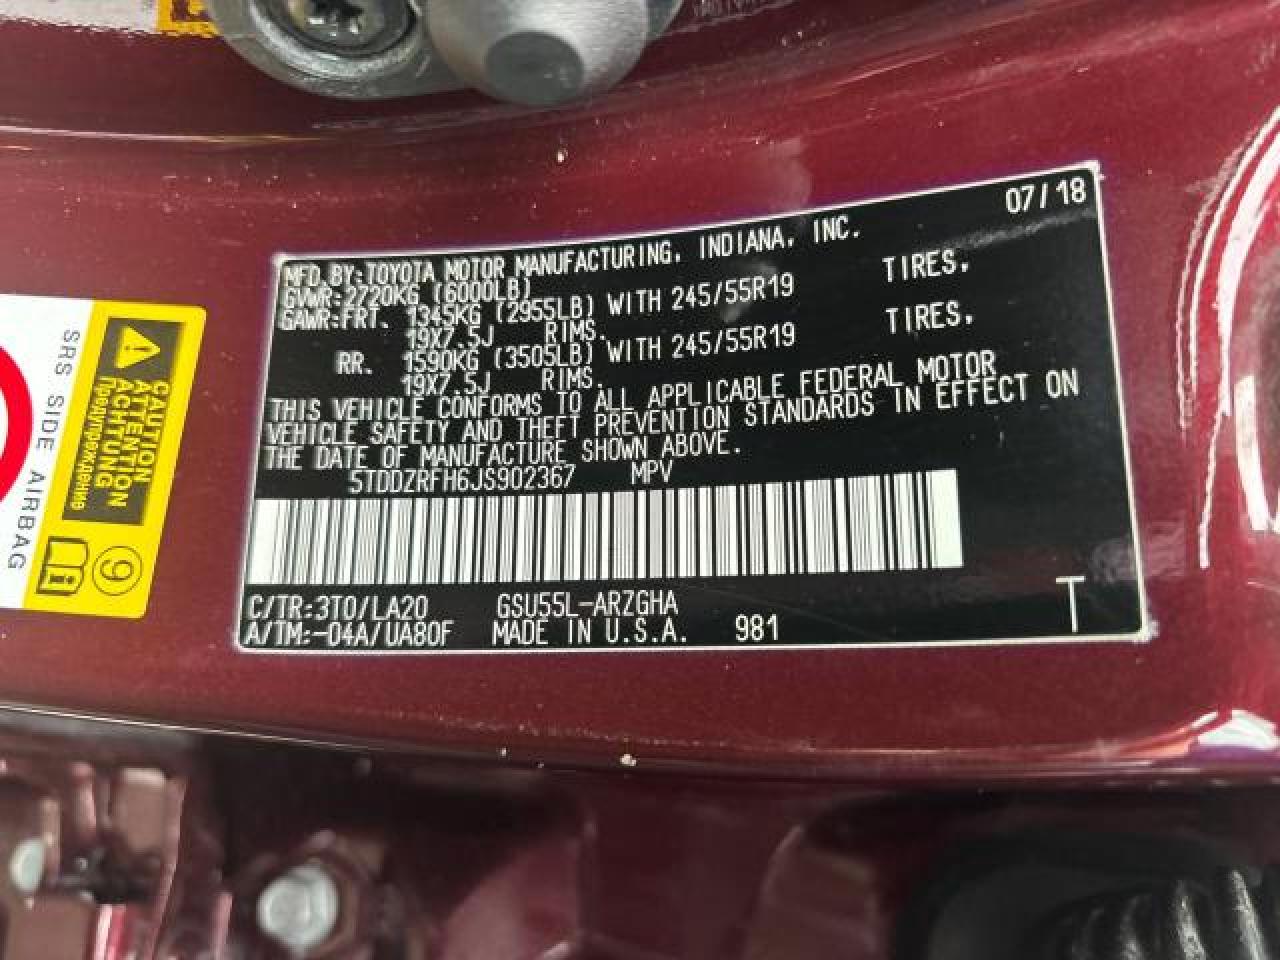 07/18
MFD.BY:TOYOTA MOTOR MANUFACTURING, INDIANA, INC.
GVWR:2720KG (6000LB)
GAWR:FRT. 1345KG (2955LB) WITH 245/55R19 TIRES,
19X7.5J RIMS.
RR. 1590KG (3505LB) WITH 245/55R19 TIRES,
19X7.5J RIMS.
THIS VEHICLE CONFORMS TO ALL APPLICABLE FEDERAL MOTOR
VEHICLE SAFETY AND THEFT PREVENTION STANDARDS IN EFFECT ON
THE DATE OF MANUFACTURE SHOWN ABOVE.
5TDDZRFH6JS902367 MPV
C/TR:3T0/LA20 GSU55L-ARZGHA
A/TM:-04A/UA80F MADE IN U.S.A. 981
T
CAUTION
ATTENTION
ACHTUNG
Предупреждение
9
SRS SIDE AIRBAG